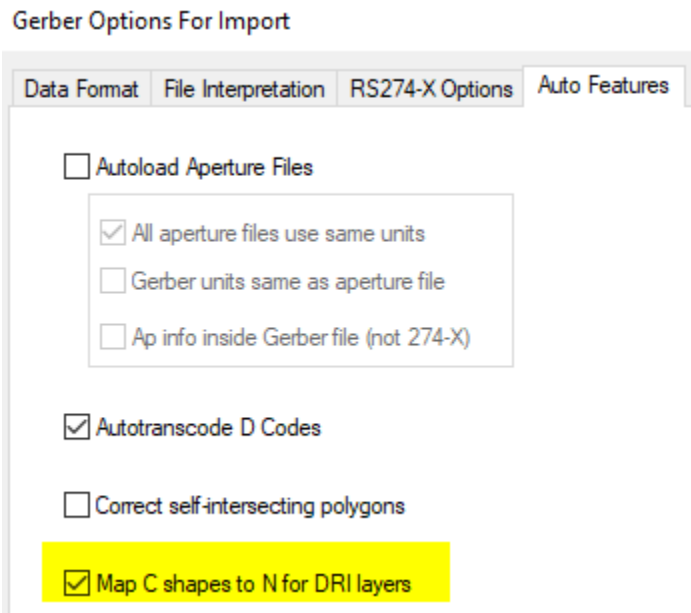 Gerber Options For Import
Data Format File Interpretation RS274-X Options Auto Features
Autoload Aperture Files
All aperture files use same units
Gerber units same as aperture file
Ap info inside Gerber file (not 274-X)
Autotranscode D Codes
Correct self-intersecting polygons
Map C shapes to N for DRI layers